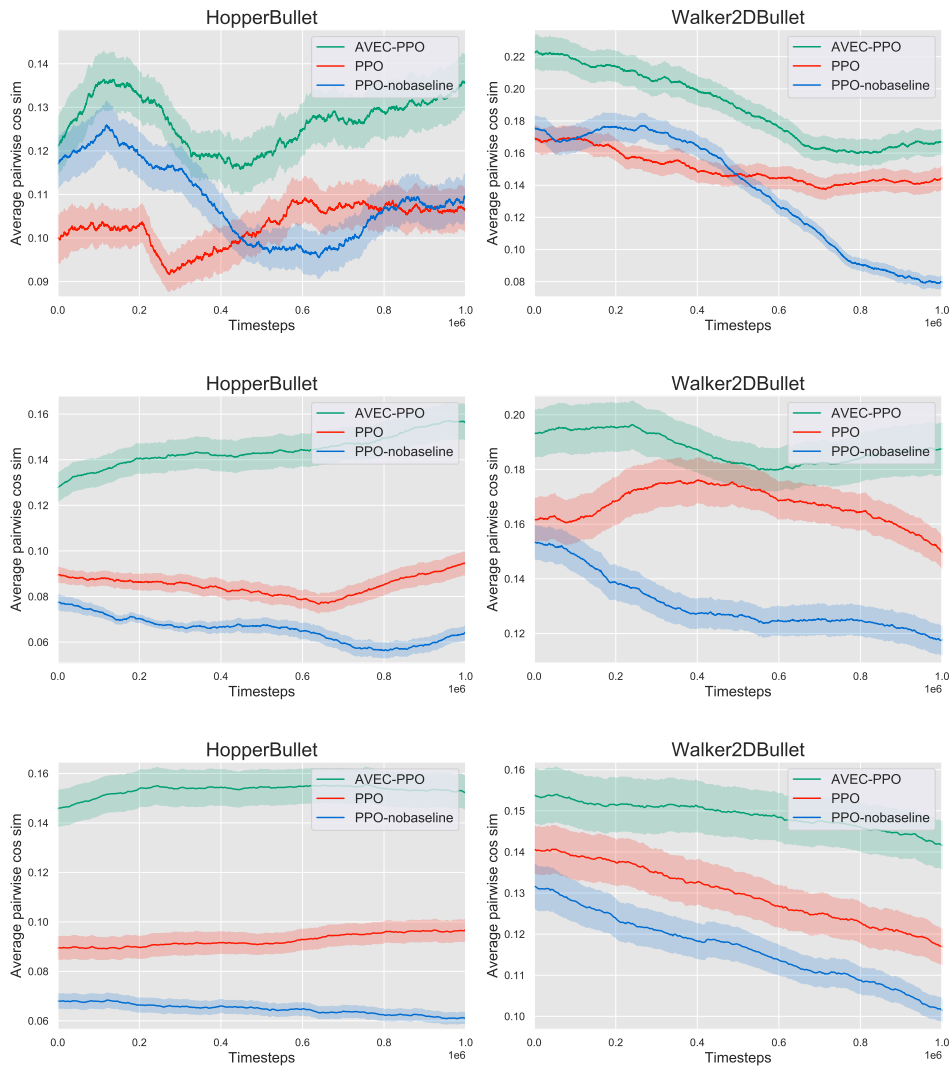 HopperBullet
Average pairwise cos sim
0.14
0.13
0.12
0.11
0.10
0.09
AVEC-PPO
PPO
PPO-nobaseline
0.0 0.2 0.4 0.6 0.8 1.0
Timesteps
1e6
Walker2DBullet
Average pairwise cos sim
0.22
0.20
0.18
0.16
0.14
0.12
0.10
0.08
AVEC-PPO
PPO
PPO-nobaseline
0.0 0.2 0.4 0.6 0.8 1.0
Timesteps
1e6
HopperBullet
Average pairwise cos sim
0.16
0.14
0.12
0.10
0.08
0.06
AVEC-PPO
PPO
PPO-nobaseline
0.0 0.2 0.4 0.6 0.8 1.0
Timesteps
1e6
Walker2DBullet
Average pairwise cos sim
0.20
0.18
0.16
0.14
0.12
AVEC-PPO
PPO
PPO-nobaseline
0.0 0.2 0.4 0.6 0.8 1.0
Timesteps
1e6
HopperBullet
Average pairwise cos sim
0.16
0.14
0.12
0.10
0.08
0.06
AVEC-PPO
PPO
PPO-nobaseline
0.0 0.2 0.4 0.6 0.8 1.0
Timesteps
1e6
Walker2DBullet
Average pairwise cos sim
0.16
0.15
0.14
0.13
0.12
0.11
0.10
AVEC-PPO
PPO
PPO-nobaseline
0.0 0.2 0.4 0.6 0.8 1.0
Timesteps
1e6